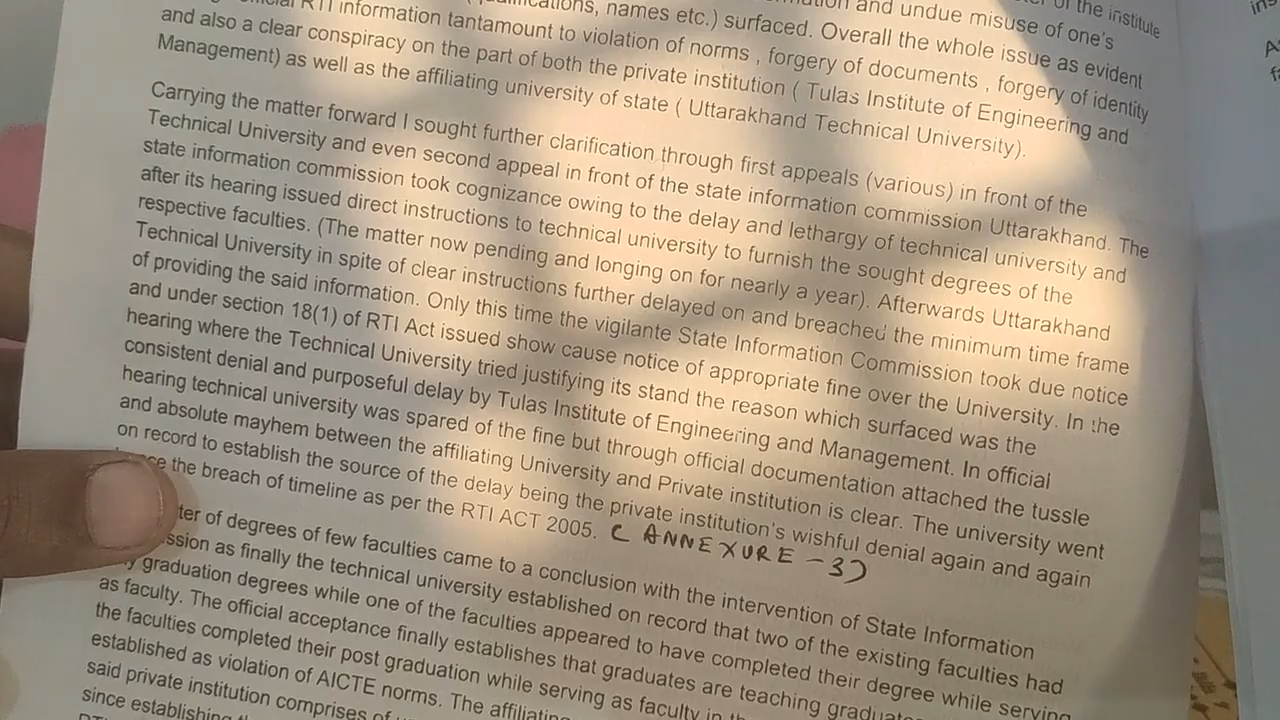 of the institute
RTI information tantamount to violation of norms , forgery of documents , forgery of identity
names etc.) surfaced. Overall the whole issue as evident
and undue misuse of one's
and also a clear conspiracy on the part of both the private institution ( Tulas Institute of Engineering and
Management) as well as the affiliating university of state ( Uttarakhand Technical University).
Carrying the matter forward I sought further clarification through first appeals (various) in front of the
Technical University and even second appeal in front of the state information commission Uttarakhand. The
state information commission took cognizance owing to the delay and lethargy of technical university and
after its hearing issued direct instructions to technical university to furnish the sought degrees of the
respective faculties. (The matter now pending and longing on for nearly a year). Afterwards Uttarakhand
Technical University in spite of clear instructions further delayed on and breached the minimum time frame
of providing the said information. Only this time the vigilante State Information Commission took due notice
and under section 18(1) of RTI Act issued show cause notice of appropriate fine over the University. In the
hearing where the Technical University tried justifying its stand the reason which surfaced was the
consistent denial and purposeful delay by Tulas Institute of Engineering and Management. In official
hearing technical university was spared of the fine but through official documentation attached the tussle
and absolute mayhem between the affiliating University and Private institution is clear. The university went
on record to establish the source of the delay being the private institution's wishful denial again and again
the breach of timeline as per the RTI ACT 2005. ( ANNEXURE - 3)
of degrees of few faculties came to a conclusion with the intervention of State Information
as finally the technical university established on record that two of the existing faculties had
graduation degrees while one of the faculties appeared to have completed their degree while serving
as faculty. The official acceptance finally establishes that graduates are teaching
the faculties completed their post graduation while serving as faculty in
established as violation of AICTE norms. The
said private institution comprises of
since